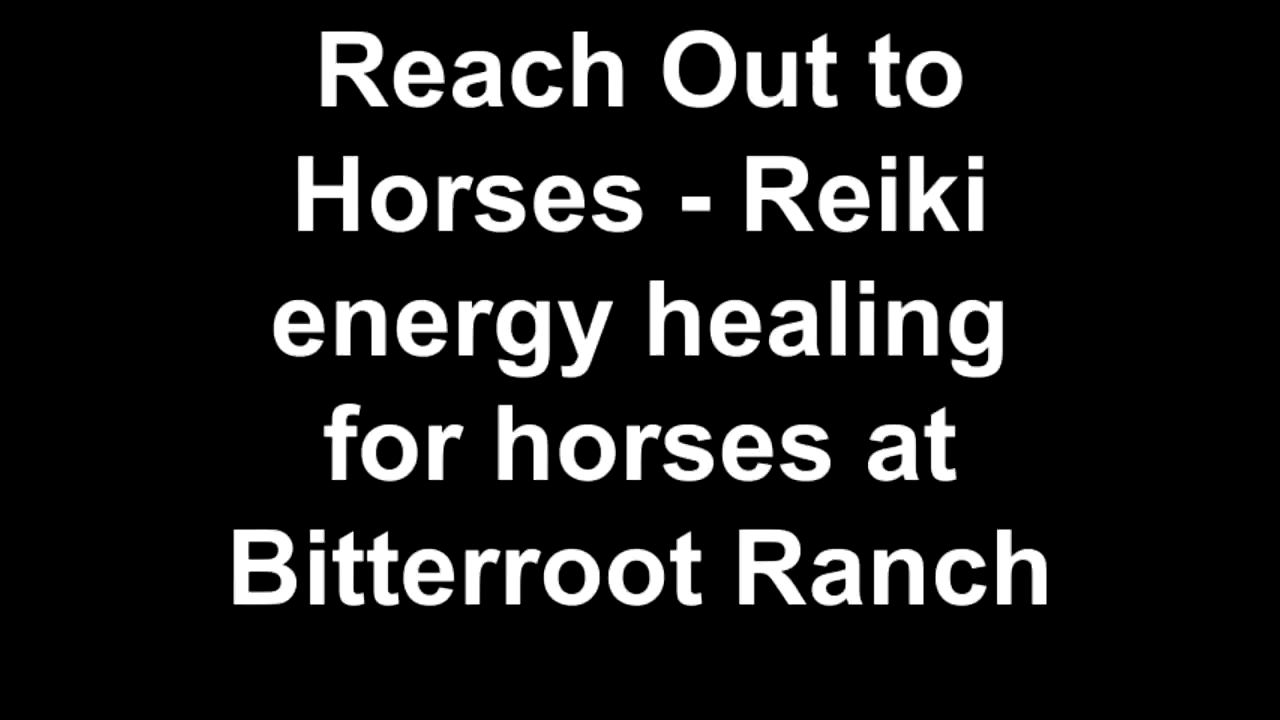 Reach Out to
Horses - Reiki
energy healing
for horses at
Bitterroot Ranch